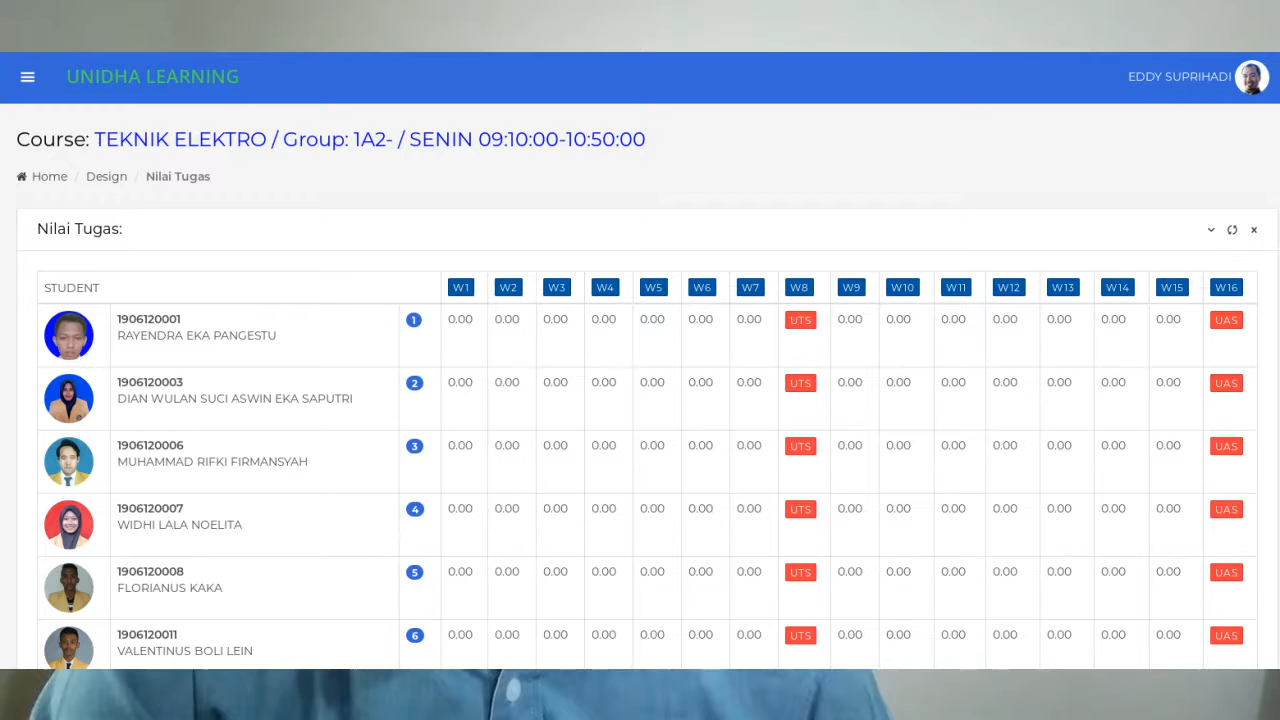 UNIDHA LEARNING
EDDY SUPRIHADI
Course: TEKNIK ELEKTRO / Group: 1A2- / SENIN 09:10:00-10:50:00
Home / Design / Nilai Tugas
Nilai Tugas:
STUDENT W1 W2 W3 W4 W5 W6 W7 W8 W9 W10 W11 W12 W13 W14 W15 W16
1906120001
RAYENDRA EKA PANGESTU
1 0.00 0.00 0.00 0.00 0.00 0.00 0.00 UTS 0.00 0.00 0.00 0.00 0.00 0.00 0.00 UAS
1906120003
DIAN WULAN SUCI ASWIN EKA SAPUTRI
2 0.00 0.00 0.00 0.00 0.00 0.00 0.00 UTS 0.00 0.00 0.00 0.00 0.00 0.00 0.00 UAS
1906120006
MUHAMMAD RIFKI FIRMANSYAH
3 0.00 0.00 0.00 0.00 0.00 0.00 0.00 UTS 0.00 0.00 0.00 0.00 0.00 0.00 0.00 UAS
1906120007
WIDHI LALA NOELITA
4 0.00 0.00 0.00 0.00 0.00 0.00 0.00 UTS 0.00 0.00 0.00 0.00 0.00 0.00 0.00 UAS
1906120008
FLORIANUS KAKA
5 0.00 0.00 0.00 0.00 0.00 0.00 0.00 UTS 0.00 0.00 0.00 0.00 0.00 0.00 0.00 UAS
1906120011
VALENTINUS BOLI LEIN
6 0.00 0.00 0.00 0.00 0.00 0.00 0.00 UTS 0.00 0.00 0.00 0.00 0.00 0.00 0.00 UAS